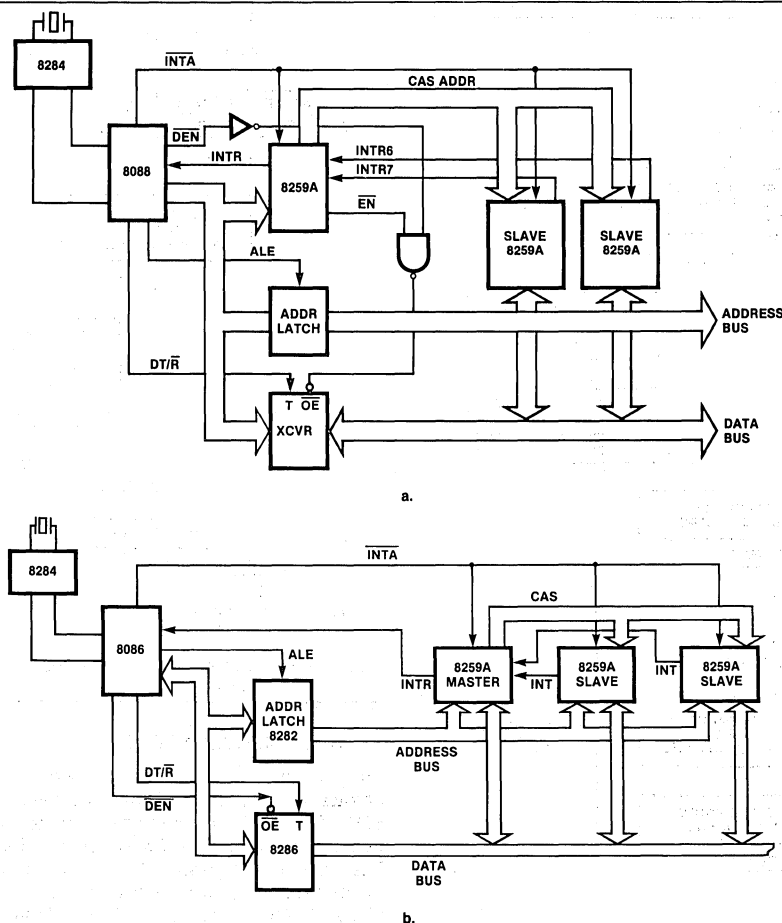 8284
INTA
CAS ADDR
DEN
8088
INTR
8259A
INTR6
INTR7
EN
SLAVE
8259A
SLAVE
8259A
ALE
ADDR
LATCH
ADDRESS
BUS
DT/R
T OE
XCVR
DATA
BUS
a.
INTA
8284
CAS
8086
ALE
8259A
MASTER
INTR
8259A
SLAVE
INT
8259A
SLAVE
INT
ADDR
LATCH
8282
ADDRESS
BUS
DT/R
DEN
OE T
8286
DATA
BUS
b.